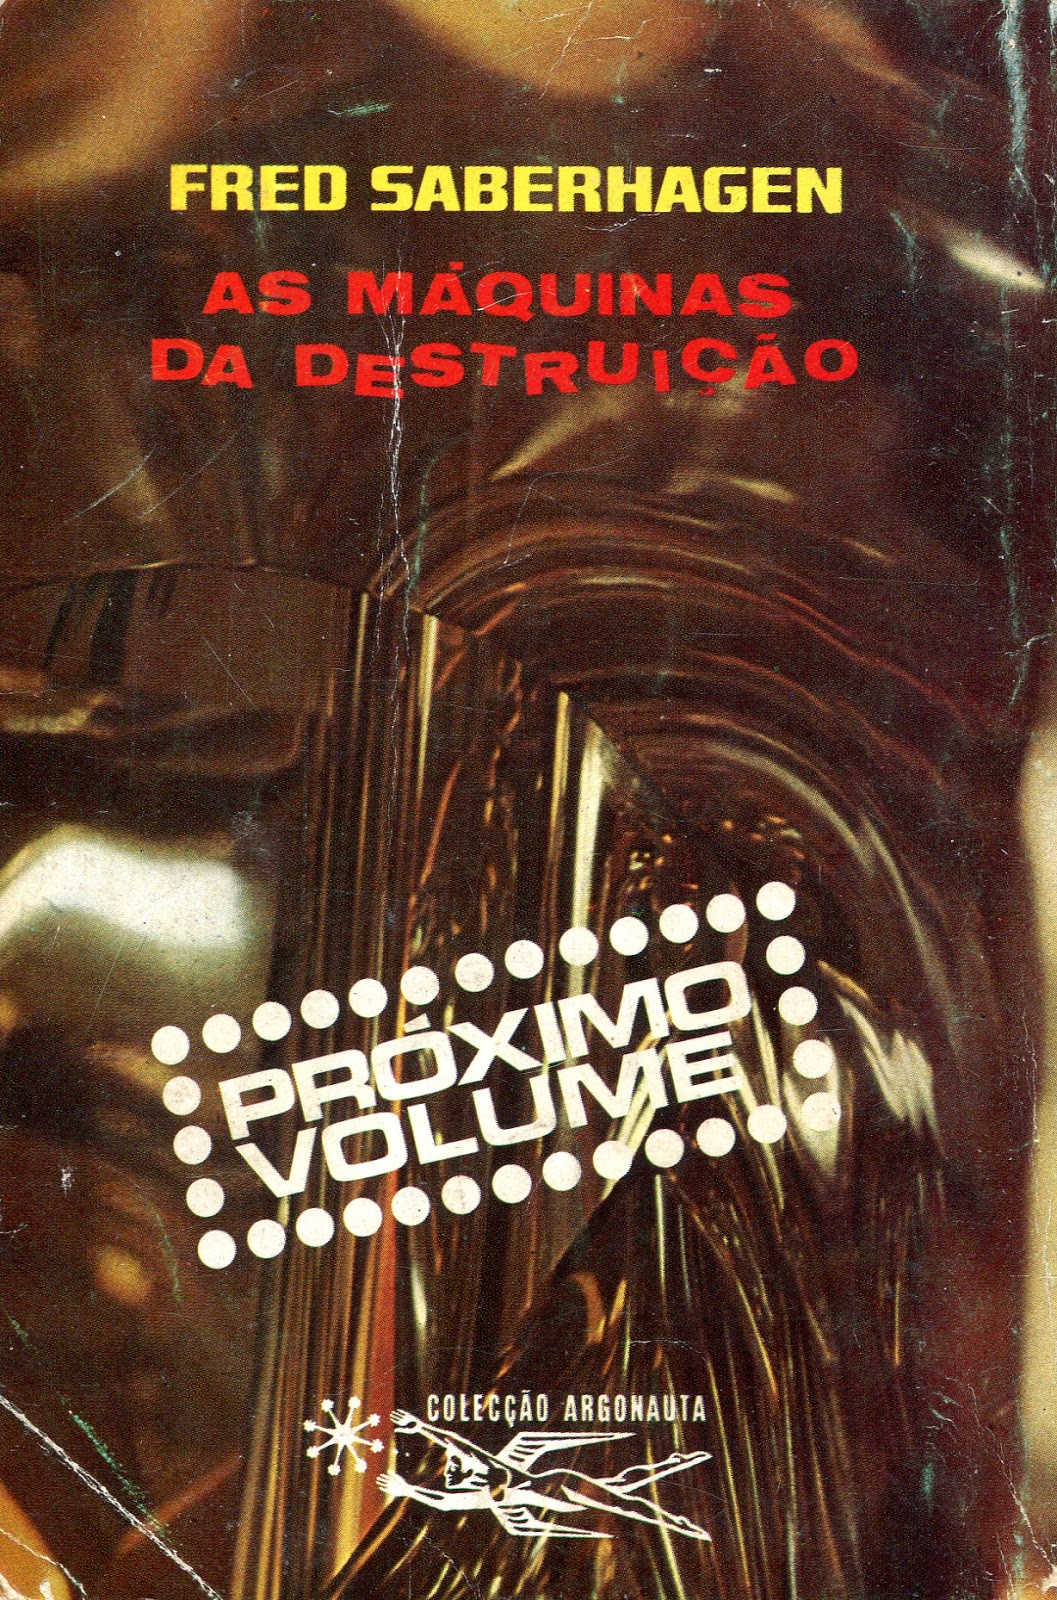 FRED SABERHAGEN
AS MÁQUINAS
DA DESTRUIÇÃO
PRÓXIMO
VOLUME
COLECÇÃO ARGONAUTA